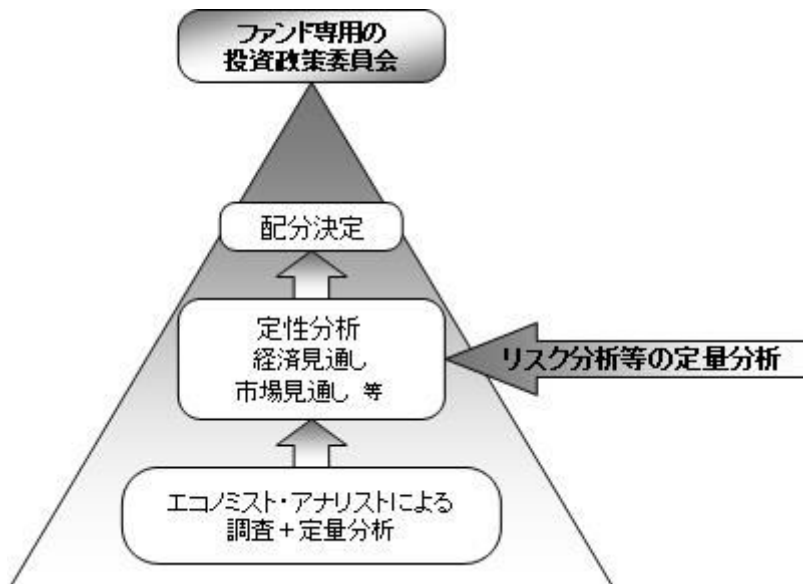 ファンド専用の
投資政策委員会
配分決定
定性分析
経済見通し
市場見通し 等
リスク分析等の定量分析
エコノミスト・アナリストによる
調査+定量分析